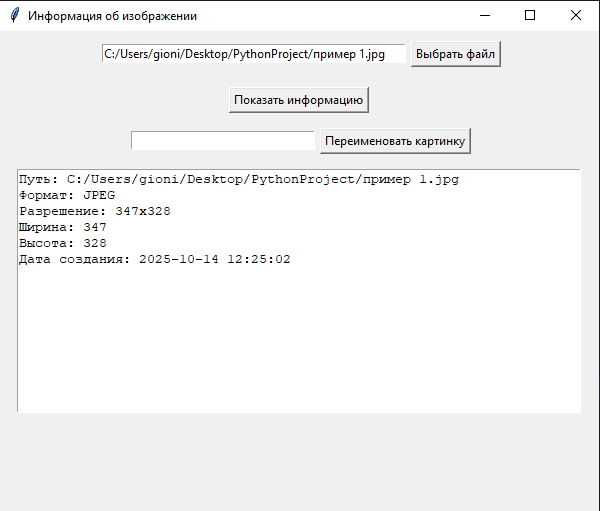 Информация об изображении
C:/Users/gioni/Desktop/PythonProject/пример 1.jpg Выбрать файл
Показать информацию
Переименовать картинку
Путь: C:/Users/gioni/Desktop/PythonProject/пример 1.jpg
Формат: JPEG
Разрешение: 347x328
Ширина: 347
Высота: 328
Дата создания: 2025-10-14 12:25:02